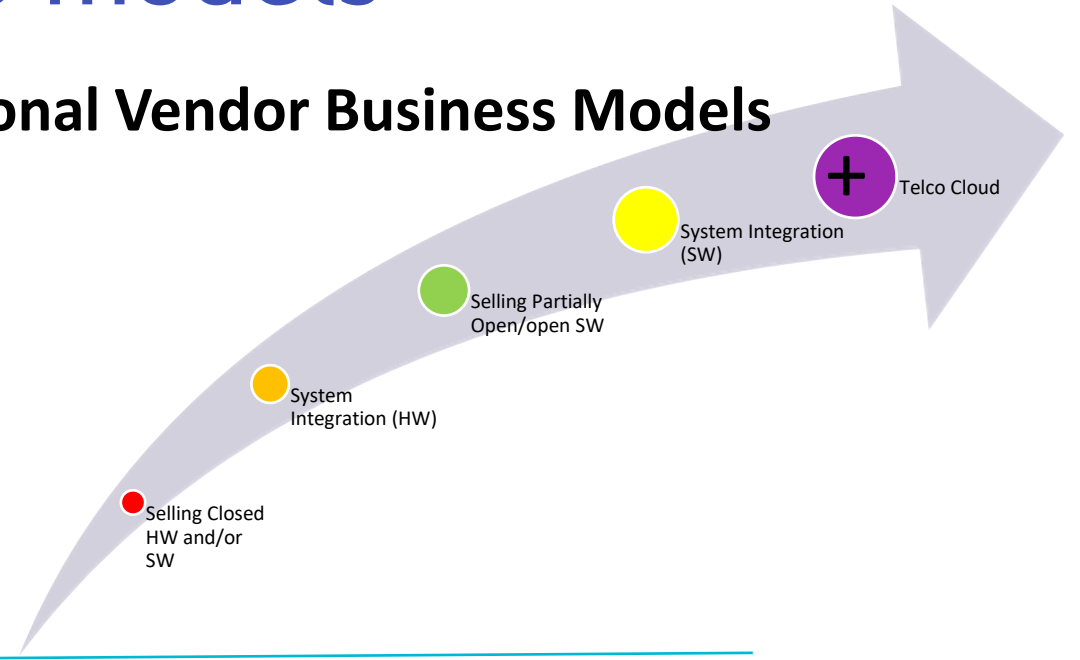 models
onal Vendor Business Models
+
Telco Cloud
System Integration
(SW)
Selling Partially
Open/open SW
System
Integration (HW)
Selling Closed
HW and/or
SW